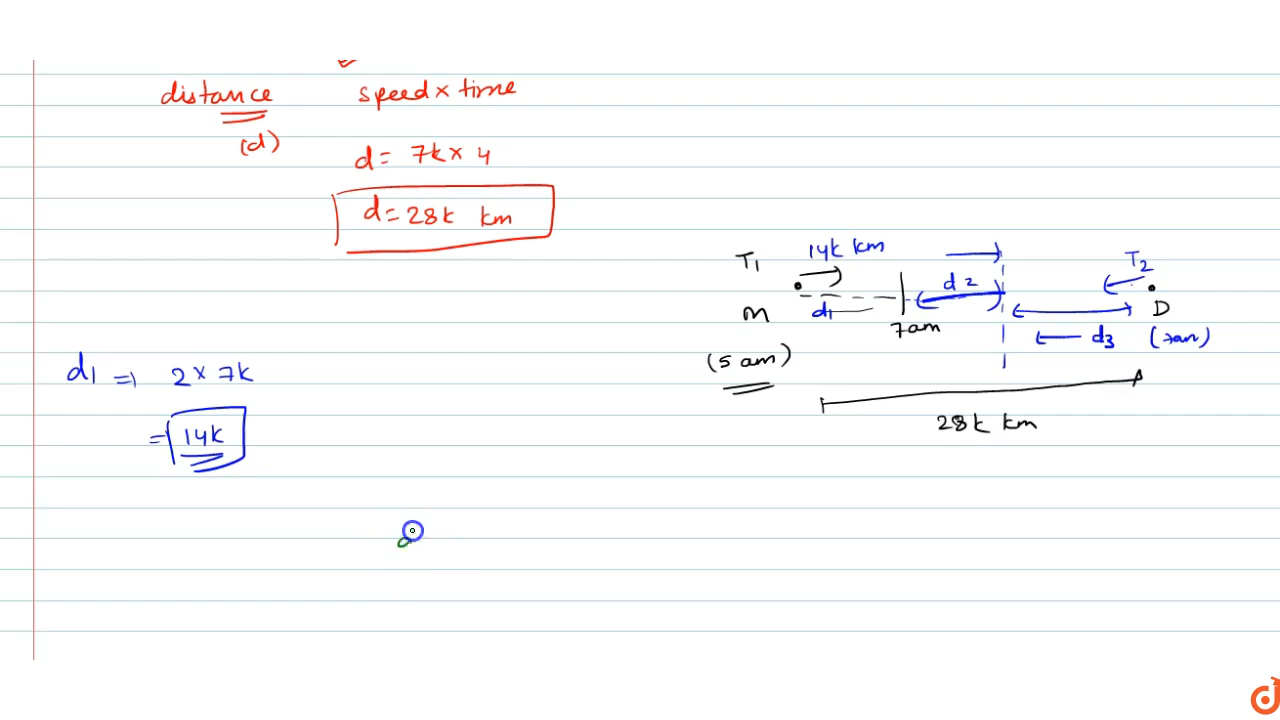 distance speed × time
(d)
d = 7k × 4
d = 28k km
14k km
T1
T2
d2
d1
M
D
7am
d3
(7am)
(5 am)
28k km
d1 ⇒ 2 × 7k
= 14k